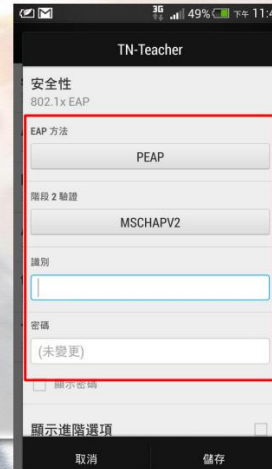 3G 49% 下午 11:4
TN-Teacher
安全性
802.1x EAP
EAP 方法
PEAP
階段 2 驗證
MSCHAPV2
識別
密碼
(未變更)
顯示密碼
顯示進階選項
取消 儲存